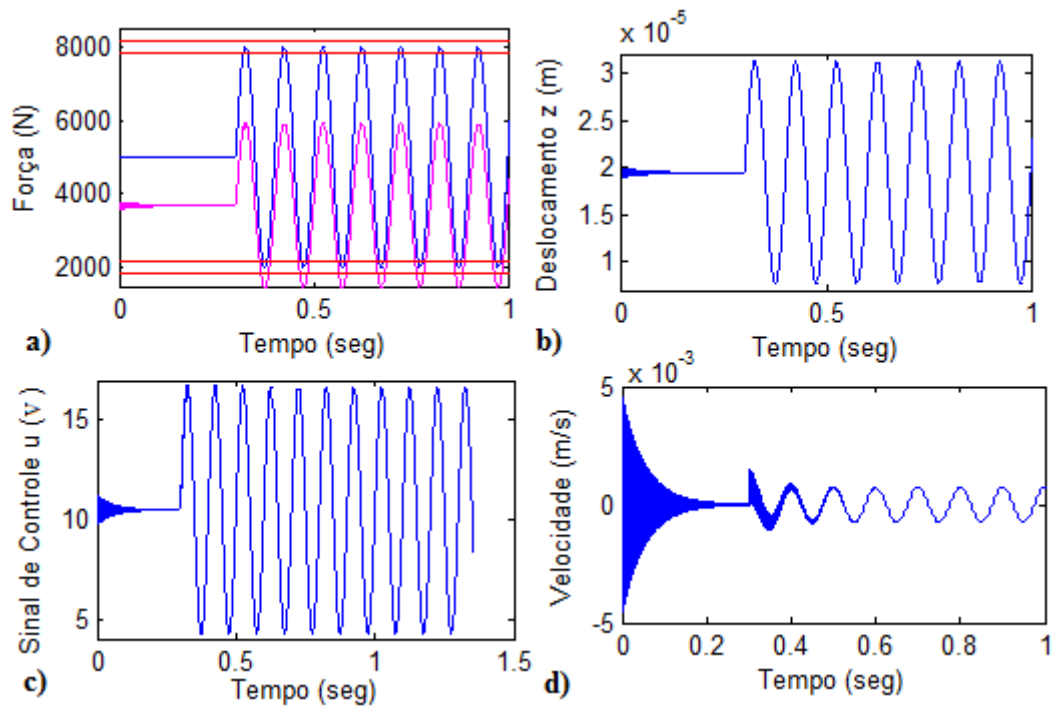 8000
6000
4000
2000
Força (N)
0
0.5
1
Tempo (seg)
a)
x 10⁻⁵
3
2.5
2
1.5
1
Deslocamento z (m)
0
0.5
1
Tempo (seg)
b)
15
10
5
Sinal de Controle u (v)
0
0.5
1
1.5
Tempo (seg)
c)
x 10⁻³
5
0
-5
Velocidade (m/s)
0
0.2
0.4
0.6
0.8
1
Tempo (seg)
d)